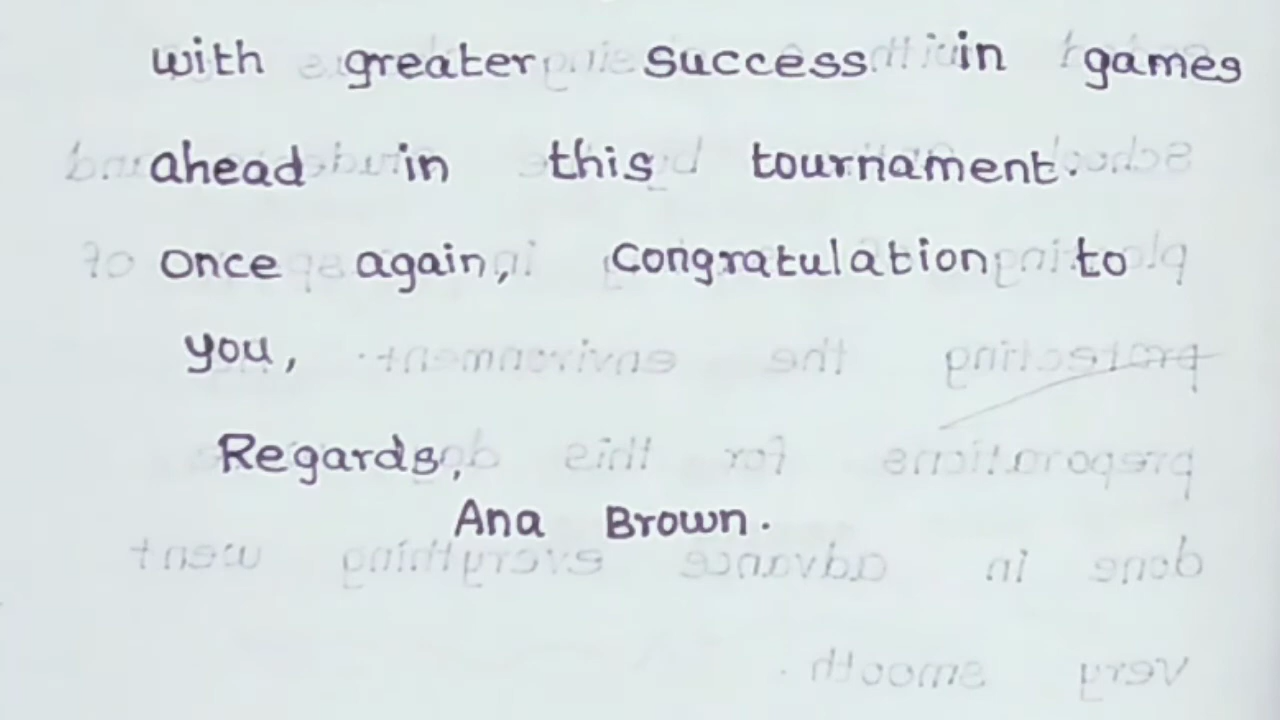 with greater success in games
ahead in this tournament.
once again, congratulation to
you,
Regards,
Ana Brown.